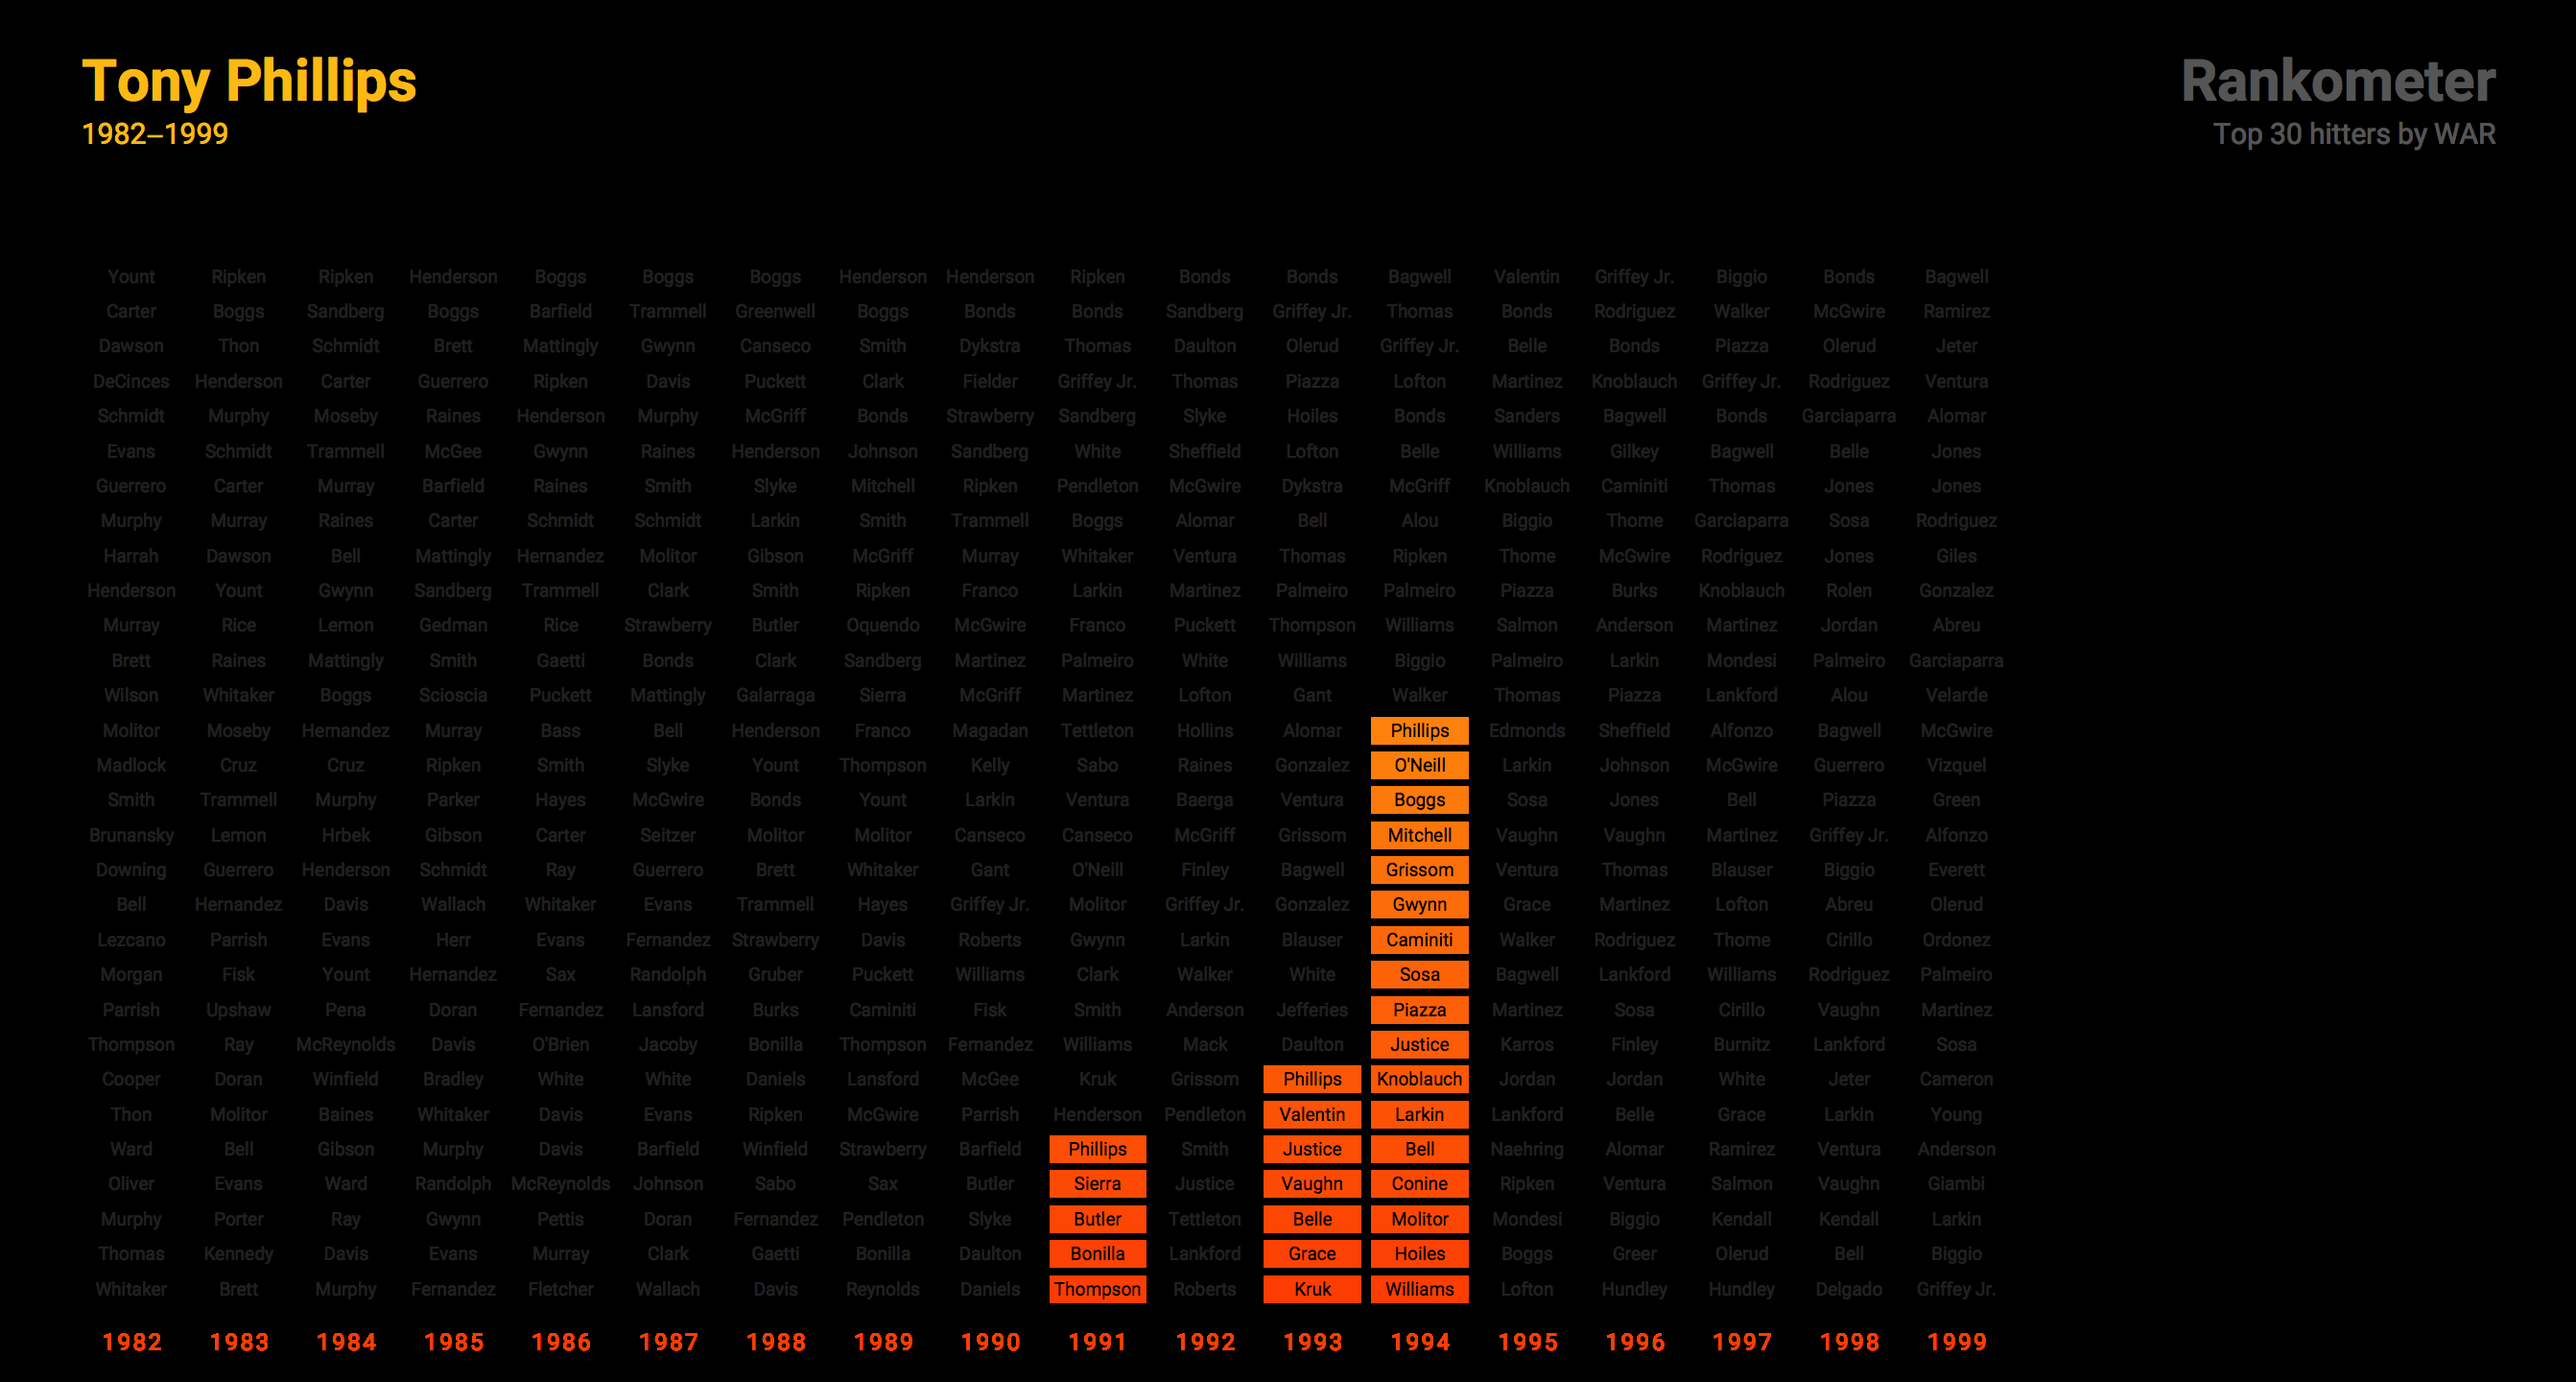 Tony Phillips
1982–1999
Rankometer
Top 30 hitters by WAR
Yount Ripken Ripken Henderson Boggs Boggs Boggs Henderson Henderson Ripken Bonds Bonds Bagwell Valentin Griffey Jr. Biggio Bonds Bagwell
Carter Boggs Sandberg Boggs Barfield Trammell Greenwell Boggs Bonds Bonds Sandberg Griffey Jr. Thomas Bonds Rodriguez Walker McGwire Ramirez
Dawson Thon Schmidt Brett Mattingly Gwynn Canseco Smith Dykstra Thomas Daulton Olerud Griffey Jr. Belle Bonds Piazza Olerud Jeter
DeCinces Henderson Carter Guerrero Ripken Davis Puckett Clark Fielder Griffey Jr. Thomas Piazza Lofton Martinez Knoblauch Griffey Jr. Rodriguez Ventura
Schmidt Murphy Moseby Raines Henderson Murphy McGriff Bonds Strawberry Sandberg Slyke Hoiles Bonds Sanders Bagwell Bonds Garciaparra Alomar
Evans Schmidt Trammell McGee Gwynn Raines Henderson Johnson Sandberg White Sheffield Lofton Belle Williams Gilkey Bagwell Belle Jones
Guerrero Carter Murray Barfield Raines Smith Slyke Mitchell Ripken Pendleton McGwire Dykstra McGriff Knoblauch Caminiti Thomas Jones Jones
Murphy Murray Raines Carter Schmidt Schmidt Larkin Smith Trammell Boggs Alomar Bell Alou Biggio Thome Garciaparra Sosa Rodriguez
Harrah Dawson Bell Mattingly Hernandez Molitor Gibson McGriff Murray Whitaker Ventura Thomas Ripken Thome McGwire Rodriguez Jones Giles
Henderson Yount Gwynn Sandberg Trammell Clark Smith Ripken Franco Larkin Martinez Palmeiro Palmeiro Piazza Burks Knoblauch Rolen Gonzalez
Murray Rice Lemon Gedman Rice Strawberry Butler Oquendo McGwire Franco Puckett Thompson Williams Salmon Anderson Martinez Jordan Abreu
Brett Raines Mattingly Smith Gaetti Bonds Clark Sandberg Martinez Palmeiro White Williams Biggio Palmeiro Larkin Mondesi Palmeiro Garciaparra
Wilson Whitaker Boggs Scioscia Puckett Mattingly Galarraga Sierra McGriff Martinez Lofton Gant Walker Thomas Piazza Lankford Alou Velarde
Molitor Moseby Hernandez Murray Bass Bell Henderson Franco Magadan Tettleton Hollins Alomar Phillips Edmonds Sheffield Alfonzo Bagwell McGwire
Madlock Cruz Cruz Ripken Smith Slyke Yount Thompson Kelly Sabo Raines Gonzalez O'Neill Larkin Johnson McGwire Guerrero Vizquel
Smith Trammell Murphy Parker Hayes McGwire Bonds Yount Larkin Ventura Baerga Ventura Boggs Sosa Jones Bell Piazza Green
Brunansky Lemon Hrbek Gibson Carter Seitzer Molitor Molitor Canseco Canseco McGriff Grissom Mitchell Vaughn Vaughn Martinez Griffey Jr. Alfonzo
Downing Guerrero Henderson Schmidt Ray Guerrero Brett Whitaker Gant O'Neill Finley Bagwell Grissom Ventura Thomas Blauser Biggio Everett
Bell Hernandez Davis Wallach Whitaker Evans Trammell Hayes Griffey Jr. Molitor Griffey Jr. Gonzalez Gwynn Grace Martinez Lofton Abreu Olerud
Lezcano Parrish Evans Herr Evans Fernandez Strawberry Davis Roberts Gwynn Larkin Blauser Caminiti Walker Rodriguez Thome Cirillo Ordonez
Morgan Fisk Yount Hernandez Sax Randolph Gruber Puckett Williams Clark Walker White Sosa Bagwell Lankford Williams Rodriguez Palmeiro
Parrish Upshaw Pena Doran Fernandez Lansford Burks Caminiti Fisk Smith Anderson Jefferies Piazza Martinez Sosa Cirillo Vaughn Martinez
Thompson Ray McReynolds Davis O'Brien Jacoby Bonilla Thompson Fernandez Williams Mack Daulton Justice Karros Finley Burnitz Lankford Sosa
Cooper Doran Winfield Bradley White White Daniels Lansford McGee Kruk Grissom Phillips Knoblauch Jordan Jordan White Jeter Cameron
Thon Molitor Baines Whitaker Davis Evans Ripken McGwire Parrish Henderson Pendleton Valentin Larkin Lankford Belle Grace Larkin Young
Ward Bell Gibson Murphy Davis Barfield Winfield Strawberry Barfield Phillips Smith Justice Bell Naehring Alomar Ramirez Ventura Anderson
Oliver Evans Ward Randolph McReynolds Johnson Sabo Sax Butler Sierra Justice Vaughn Conine Ripken Ventura Salmon Vaughn Giambi
Murphy Porter Ray Gwynn Pettis Doran Fernandez Pendleton Slyke Butler Tettleton Belle Molitor Mondesi Biggio Kendall Kendall Larkin
Thomas Kennedy Davis Evans Murray Clark Gaetti Bonilla Daulton Bonilla Lankford Grace Hoiles Boggs Greer Olerud Bell Biggio
Whitaker Brett Murphy Fernandez Fletcher Wallach Davis Reynolds Daniels Thompson Roberts Kruk Williams Lofton Hundley Hundley Delgado Griffey Jr.
1982 1983 1984 1985 1986 1987 1988 1989 1990 1991 1992 1993 1994 1995 1996 1997 1998 1999